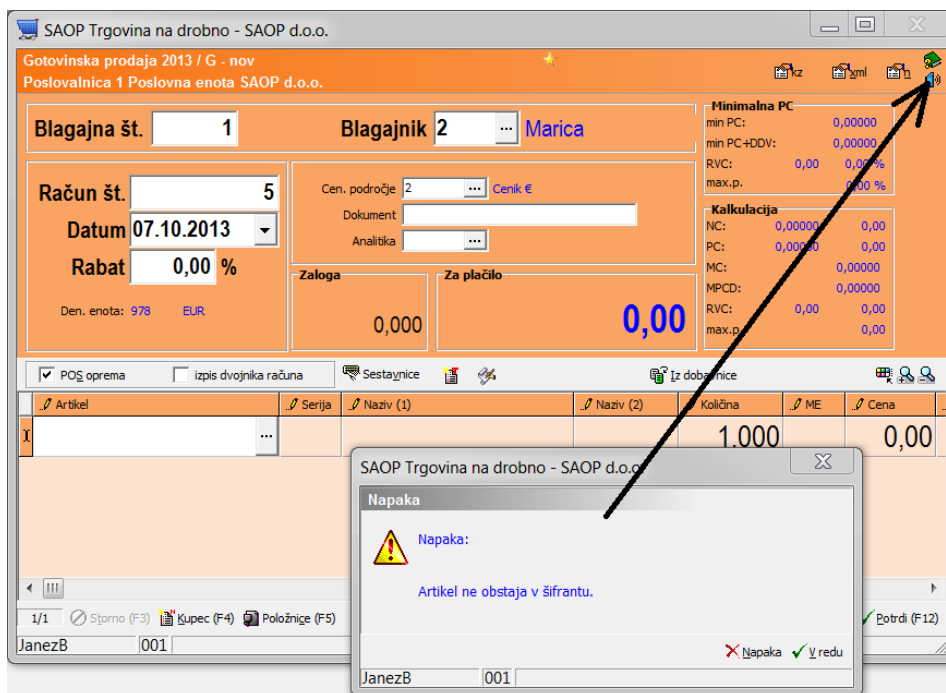 SAOP Trgovina na drobno - SAOP d.o.o.
Gotovinska prodaja 2013 / G - nov
Poslovalnica 1 Poslovna enota SAOP d.o.o.
kz
xml
n
Blagajna št. 1
Blagajnik 2 ... Marica
Minimalna PC
min PC: 0,00000
min PC+DDV: 0,00000
RVC: 0,00 0,00 %
max.p. 0,00 %
Račun št. 5
Datum 07.10.2013
Rabat 0,00 %
Den. enota: 978 EUR
Cen. področje 2 ... Cenik €
Dokument
Analitika ...
Zaloga
0,000
Za plačilo
0,00
Kalkulacija
NC: 0,00000 0,00
PC: 0,00000 0,00
MC: 0,00000
MPCD: 0,00000
RVC: 0,00 0,00
max.p. 0,00
POS oprema
izpis dvojnika računa
Sestavnice
Iz dobavnice
Artikel
Serija
Naziv (1)
Naziv (2)
Količina
ME
Cena
...
1,000
0,00
1/1
Storno (F3)
Kupec (F4)
Položnice (F5)
Potrdi (F12)
JanezB
001
SAOP Trgovina na drobno - SAOP d.o.o.
Napaka
Napaka:
Artikel ne obstaja v šifrantu.
Napaka
V redu
JanezB
001